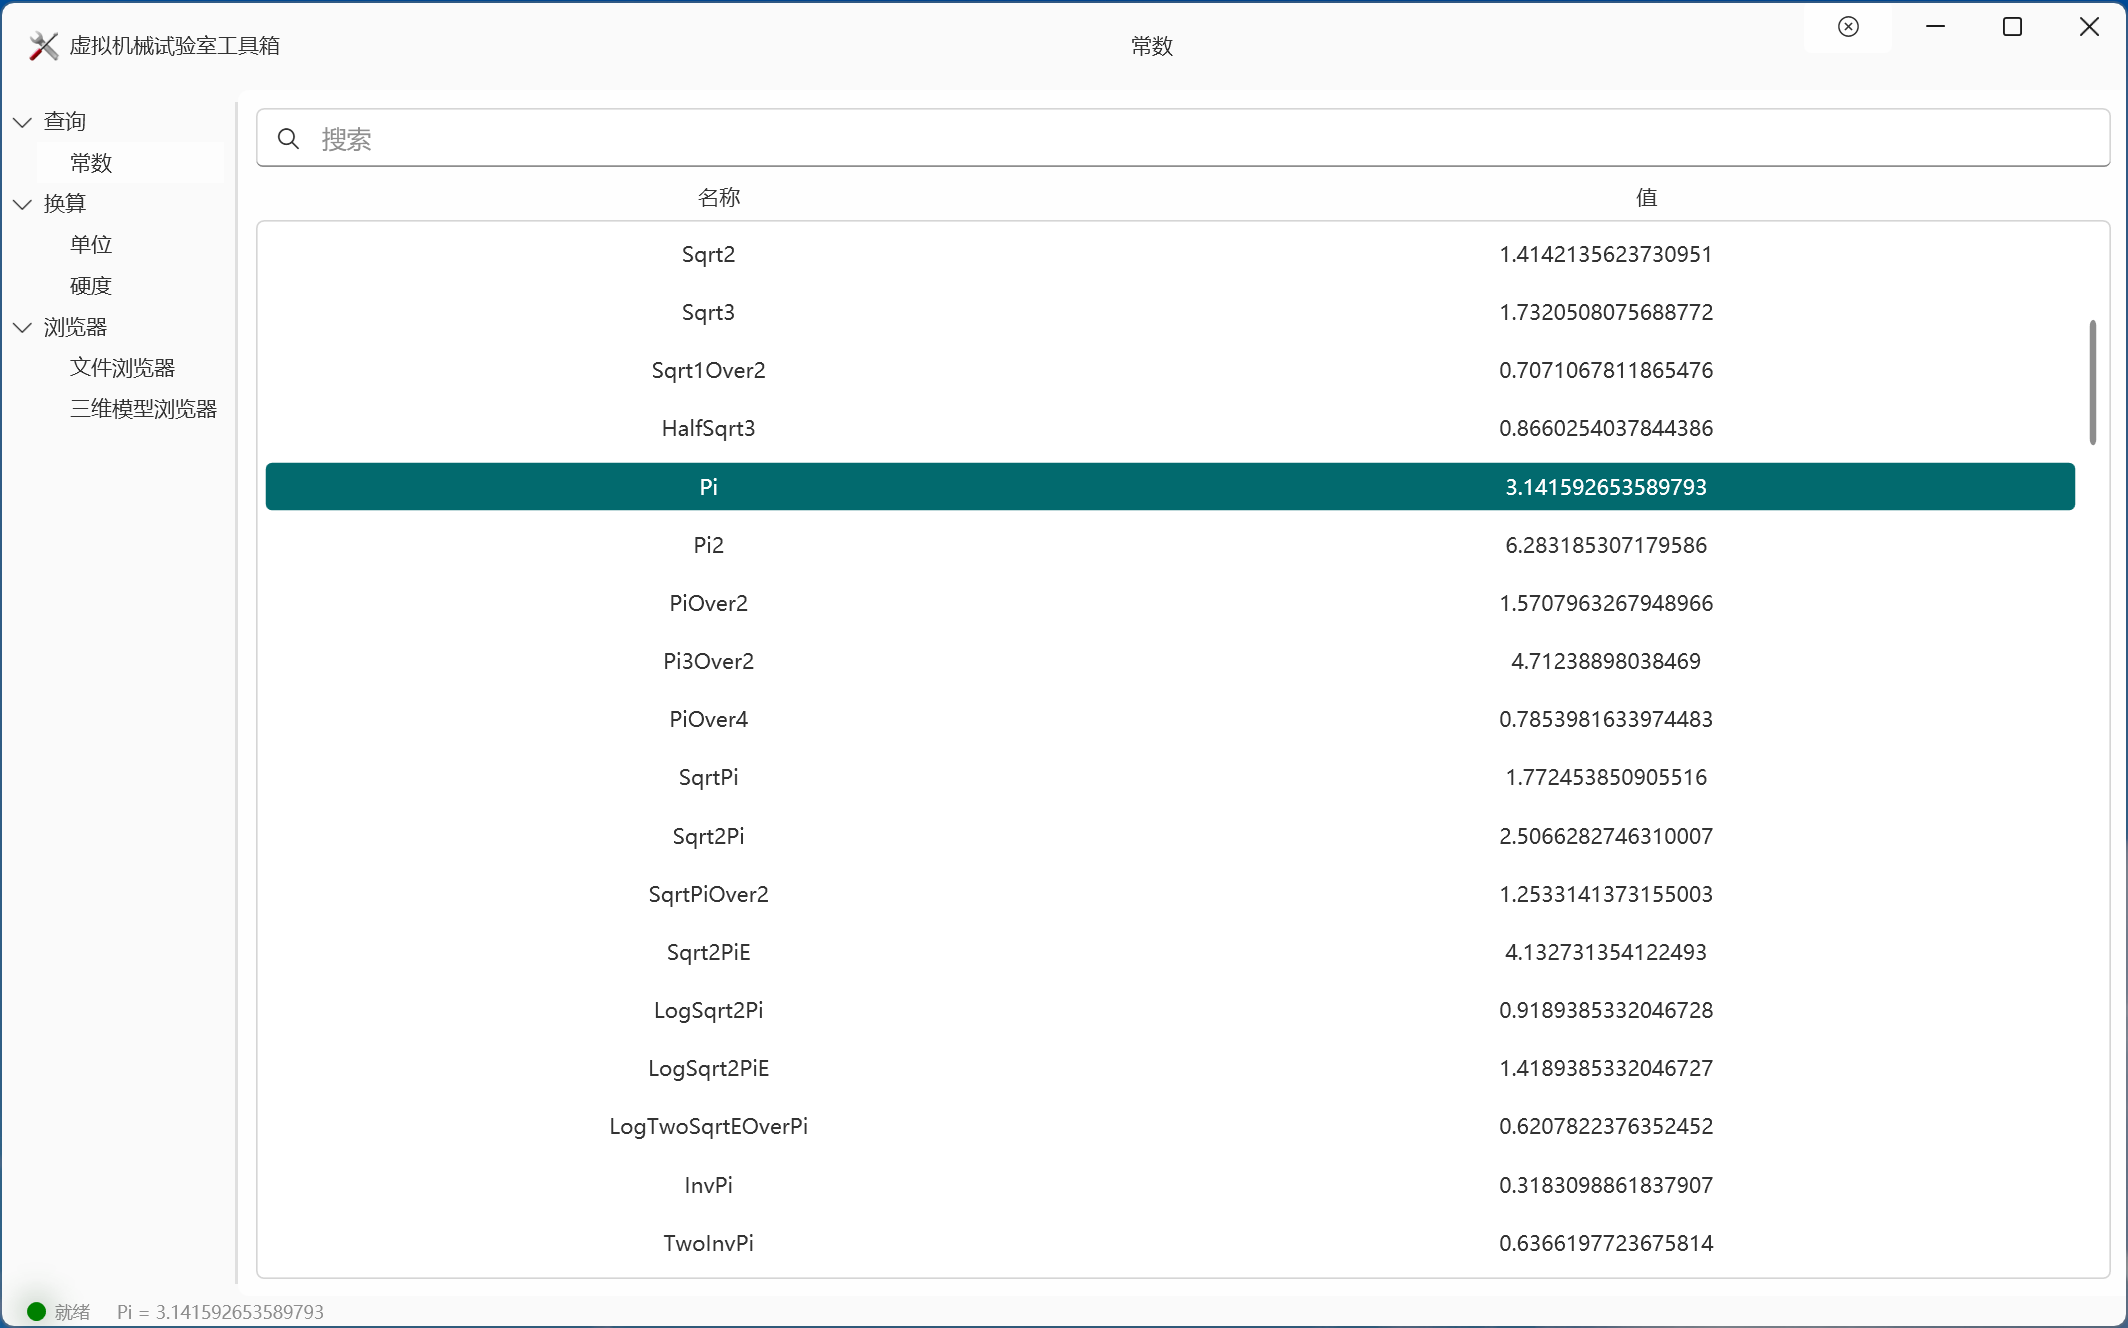 虚拟机械试验室工具箱
常数
查询
常数
换算
单位
硬度
浏览器
文件浏览器
三维模型浏览器
搜索
名称 值
Sqrt2 1.4142135623730951
Sqrt3 1.7320508075688772
Sqrt1Over2 0.7071067811865476
HalfSqrt3 0.8660254037844386
Pi 3.141592653589793
Pi2 6.283185307179586
PiOver2 1.5707963267948966
Pi3Over2 4.71238898038469
PiOver4 0.7853981633974483
SqrtPi 1.772453850905516
Sqrt2Pi 2.5066282746310007
SqrtPiOver2 1.2533141373155003
Sqrt2PiE 4.132731354122493
LogSqrt2Pi 0.9189385332046728
LogSqrt2PiE 1.4189385332046727
LogTwoSqrtEOverPi 0.6207822376352452
InvPi 0.3183098861837907
TwoInvPi 0.6366197723675814
就绪 Pi = 3.141592653589793